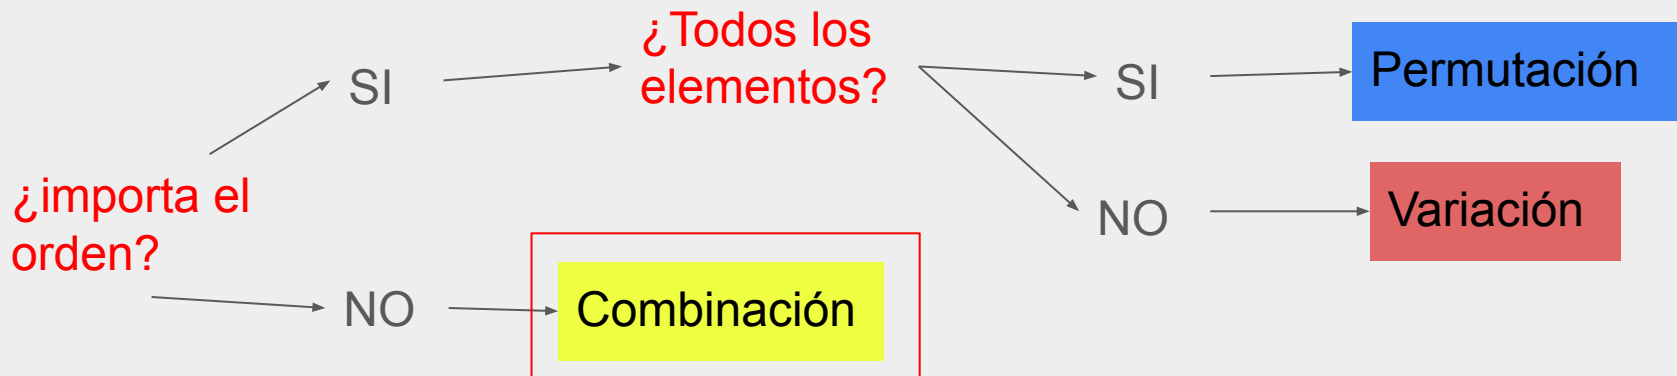 ¿Todos los
elementos?
SI
SI
Permutación
¿importa el
orden?
NO
Variación
NO
Combinación